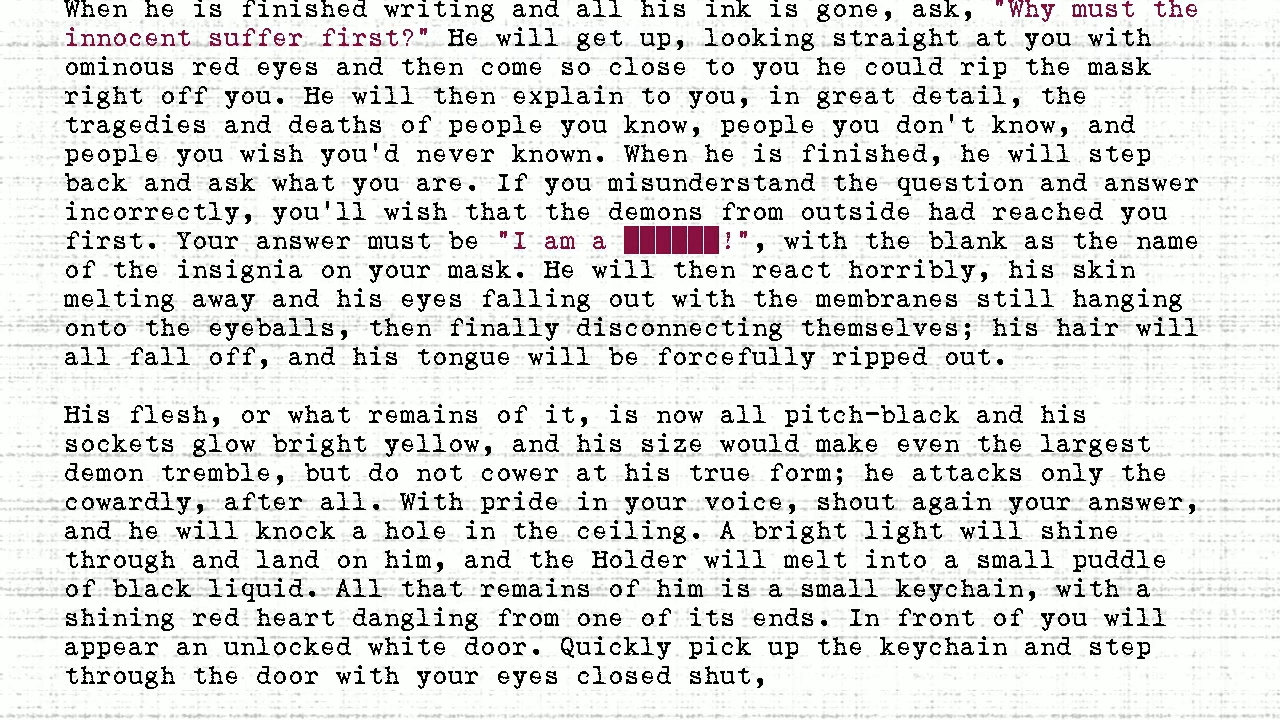 When he is finished writing and all his ink is gone, ask, "Why must the
innocent suffer first?" He will get up, looking straight at you with
ominous red eyes and then come so close to you he could rip the mask
right off you. He will then explain to you, in great detail, the
tragedies and deaths of people you know, people you don't know, and
people you wish you'd never known. When he is finished, he will step
back and ask what you are. If you misunderstand the question and answer
incorrectly, you'll wish that the demons from outside had reached you
first. Your answer must be "I am a ██████!", with the blank as the name
of the insignia on your mask. He will then react horribly, his skin
melting away and his eyes falling out with the membranes still hanging
onto the eyeballs, then finally disconnecting themselves; his hair will
all fall off, and his tongue will be forcefully ripped out.
His flesh, or what remains of it, is now all pitch-black and his
sockets glow bright yellow, and his size would make even the largest
demon tremble, but do not cower at his true form; he attacks only the
cowardly, after all. With pride in your voice, shout again your answer,
and he will knock a hole in the ceiling. A bright light will shine
through and land on him, and the Holder will melt into a small puddle
of black liquid. All that remains of him is a small keychain, with a
shining red heart dangling from one of its ends. In front of you will
appear an unlocked white door. Quickly pick up the keychain and step
through the door with your eyes closed shut,